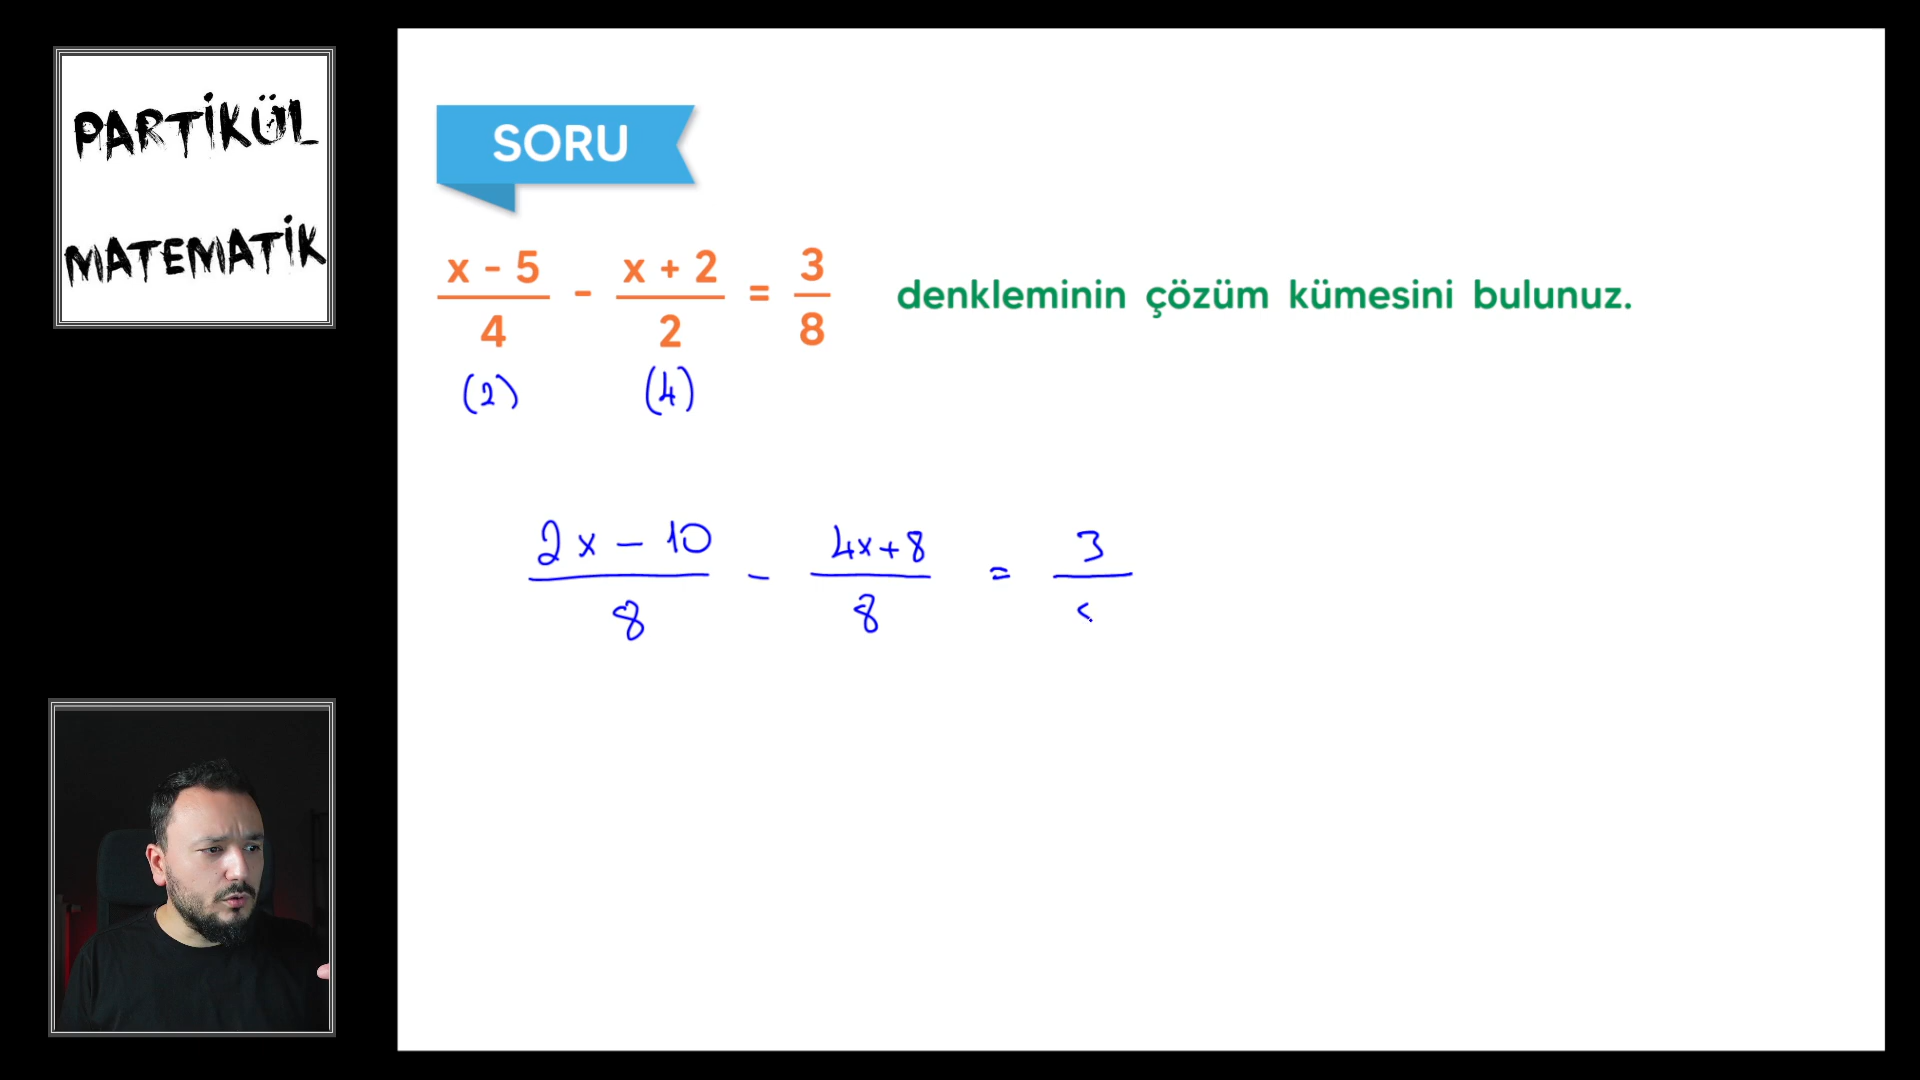 PARTİKÜL
MATEMATİK
SORU
x - 5 / 4 - x + 2 / 2 = 3 / 8 denkleminin çözüm kümesini bulunuz.
(2) (4)
2x - 10 / 8 - 4x+8 / 8 = 3 /